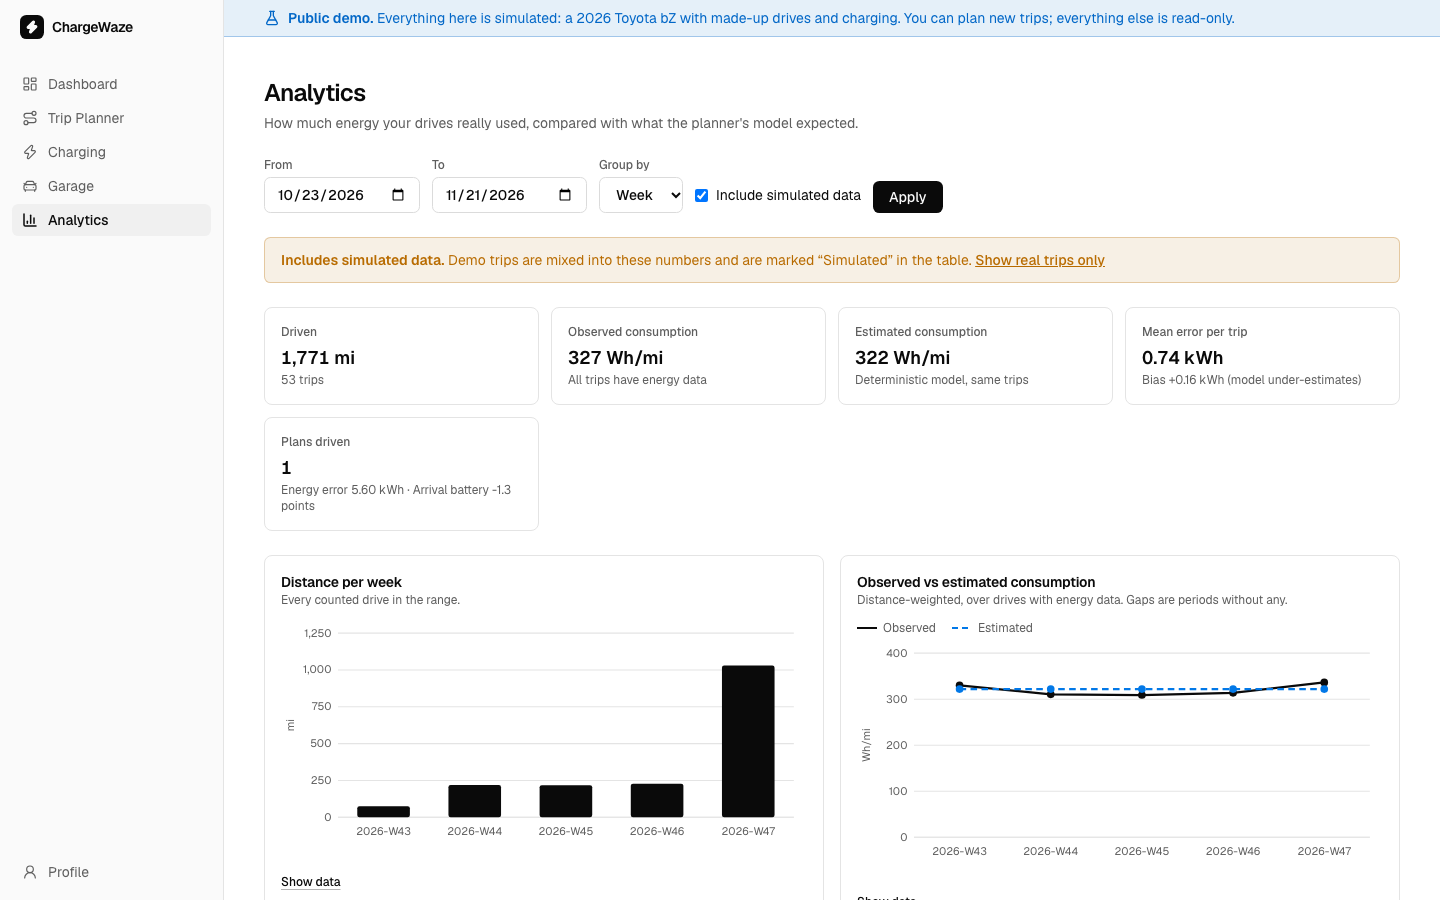 ChargeWaze
Dashboard
Trip Planner
Charging
Garage
Analytics
Profile
Public demo. Everything here is simulated: a 2026 Toyota bZ with made-up drives and charging. You can plan new trips; everything else is read-only.
Analytics
How much energy your drives really used, compared with what the planner's model expected.
From
To
Group by
10/23/2026
11/21/2026
Week
Include simulated data
Apply
Includes simulated data. Demo trips are mixed into these numbers and are marked “Simulated” in the table. Show real trips only
Driven
1,771 mi
53 trips
Observed consumption
327 Wh/mi
All trips have energy data
Estimated consumption
322 Wh/mi
Deterministic model, same trips
Mean error per trip
0.74 kWh
Bias +0.16 kWh (model under-estimates)
Plans driven
1
Energy error 5.60 kWh · Arrival battery -1.3
points
Distance per week
Every counted drive in the range.
1,250
1,000
750
500
250
0
mi
2026-W43
2026-W44
2026-W45
2026-W46
2026-W47
Show data
Observed vs estimated consumption
Distance-weighted, over drives with energy data. Gaps are periods without any.
Observed
Estimated
400
300
200
100
0
Wh/mi
2026-W43
2026-W44
2026-W45
2026-W46
2026-W47